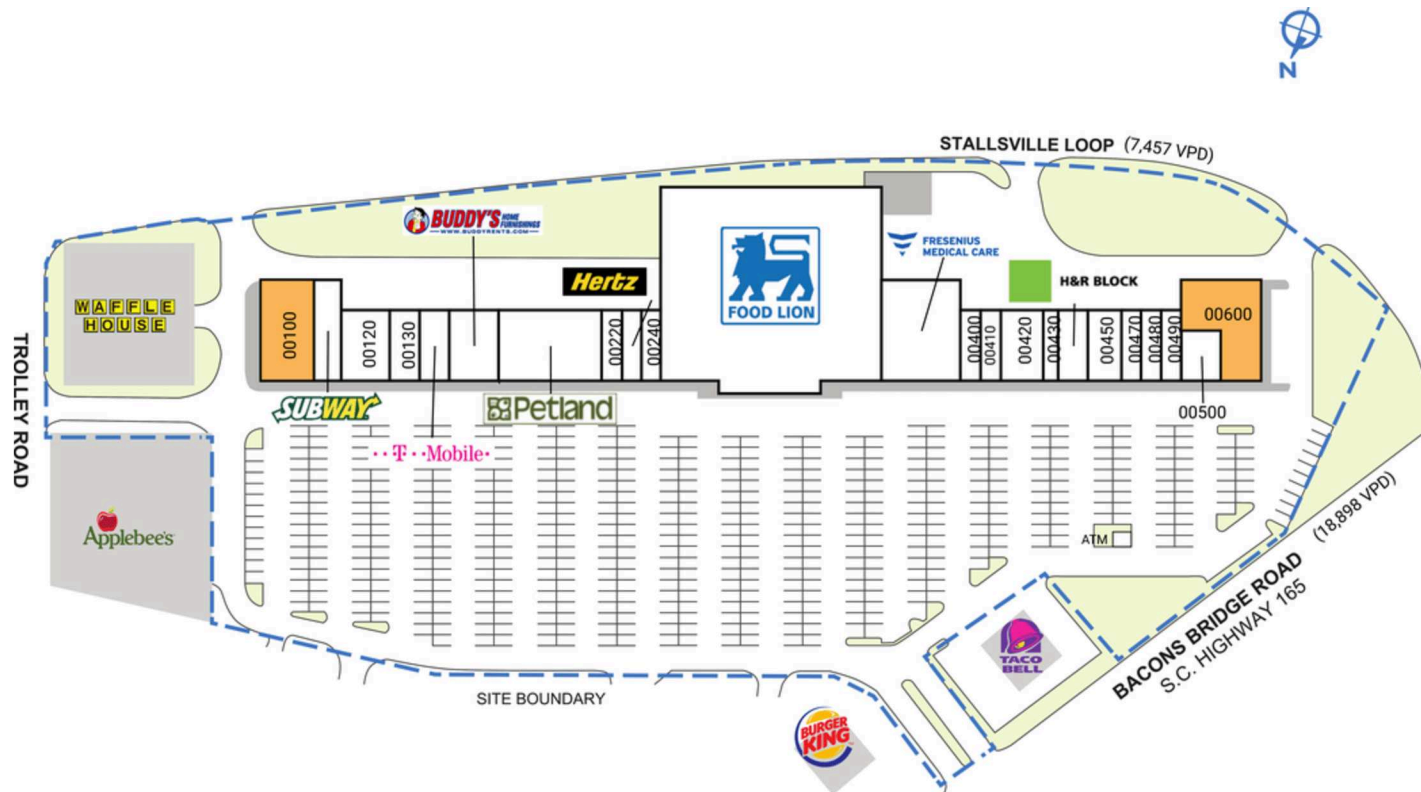 N
STALLSVILLE LOOP (7,457 VPD)
BUDDY'S HOME FURNISHINGS
WWW.BUDDYRENTS.COM
FRESENIUS
MEDICAL CARE
Hertz
H&R BLOCK
FOOD LION
WAFFLE
HOUSE
TROLLEY ROAD
00100
00120
00130
00220
00240
00400
00410
00420
00430
00450
00470
00480
00490
00600
00500
SUBWAY
Petland
T Mobile
Applebee's
ATM
(18,898 VPD)
BACONS BRIDGE ROAD
S.C. HIGHWAY 165
TACO
BELL
SITE BOUNDARY
BURGER
KING